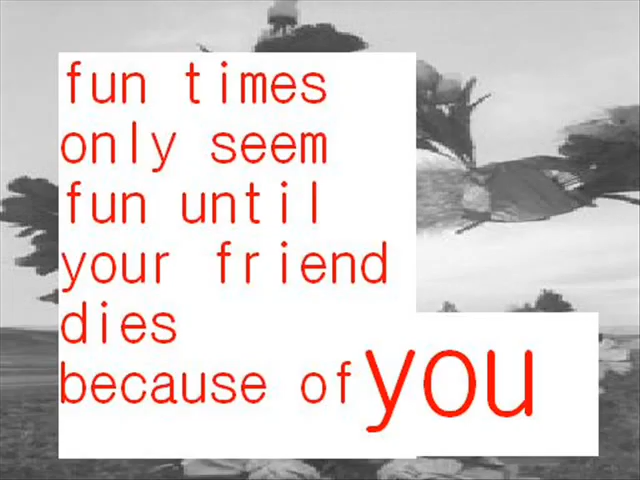 fun times
only seem
fun until
your friend
dies
because of you